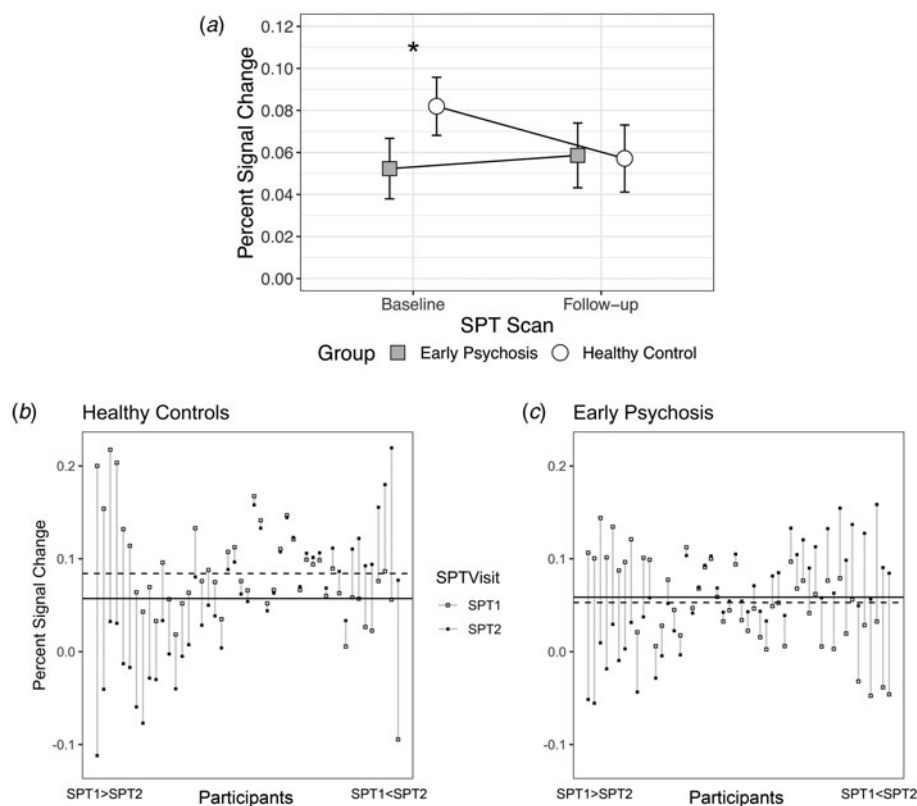 (a)
Percent Signal Change
0.12
0.10
0.08
0.06
0.04
0.02
0.00
*
Baseline
Follow-up
SPT Scan
Group Early Psychosis Healthy Control
(b) Healthy Controls
Percent Signal Change
0.2
0.1
0.0
-0.1
SPT1>SPT2 Participants SPT1<SPT2
SPTVisit
SPT1
SPT2
(c) Early Psychosis
0.2
0.1
0.0
-0.1
SPT1>SPT2 Participants SPT1<SPT2